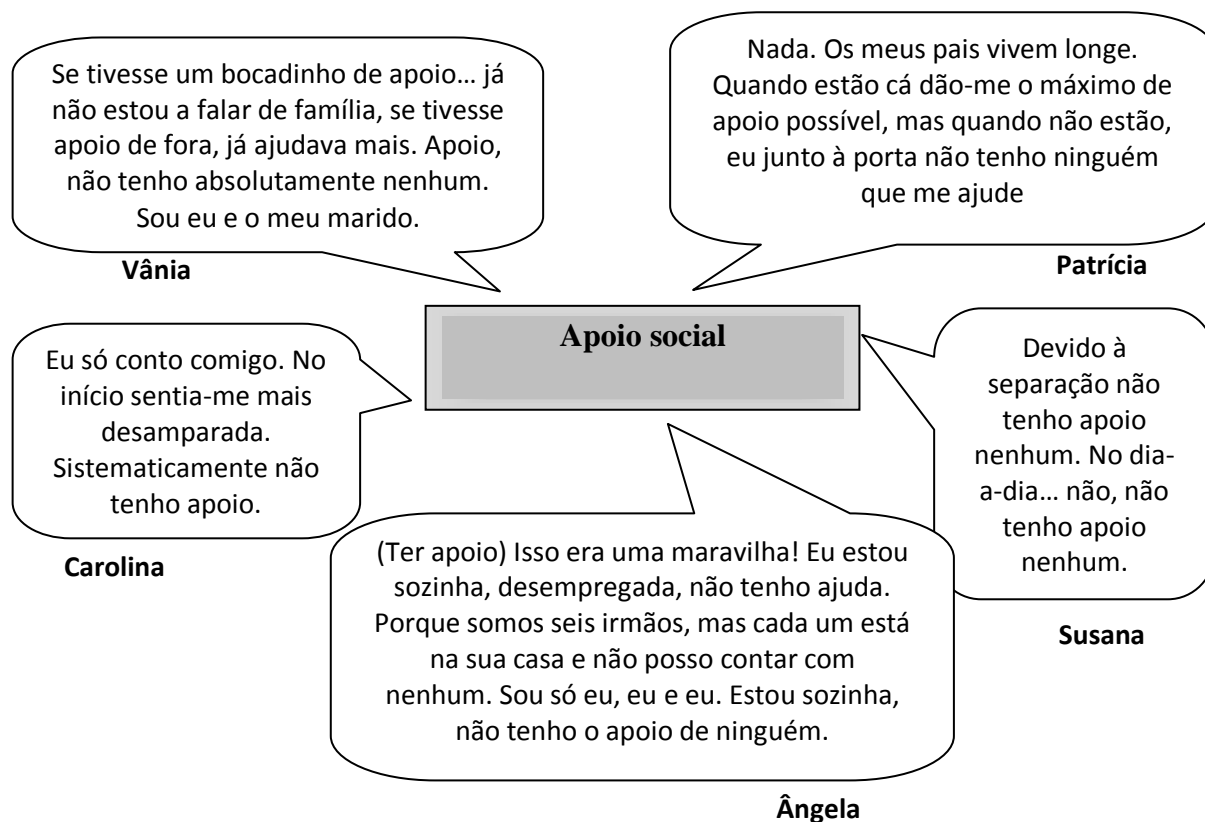 Se tivesse um bocadinho de apoio… já
não estou a falar de família, se tivesse
apoio de fora, já ajudava mais. Apoio,
não tenho absolutamente nenhum.
Sou eu e o meu marido.
Vânia
Nada. Os meus pais vivem longe.
Quando estão cá dão-me o máximo de
apoio possível, mas quando não estão,
eu junto à porta não tenho ninguém
que me ajude
Patrícia
Apoio social
Eu só conto comigo. No
início sentia-me mais
desamparada.
Sistematicamente não
tenho apoio.
Carolina
Devido à
separação não
tenho apoio
nenhum. No dia-
a-dia… não, não
tenho apoio
nenhum.
Susana
(Ter apoio) Isso era uma maravilha! Eu estou
sozinha, desempregada, não tenho ajuda.
Porque somos seis irmãos, mas cada um está
na sua casa e não posso contar com
nenhum. Sou só eu, eu e eu. Estou sozinha,
não tenho o apoio de ninguém.
Ângela